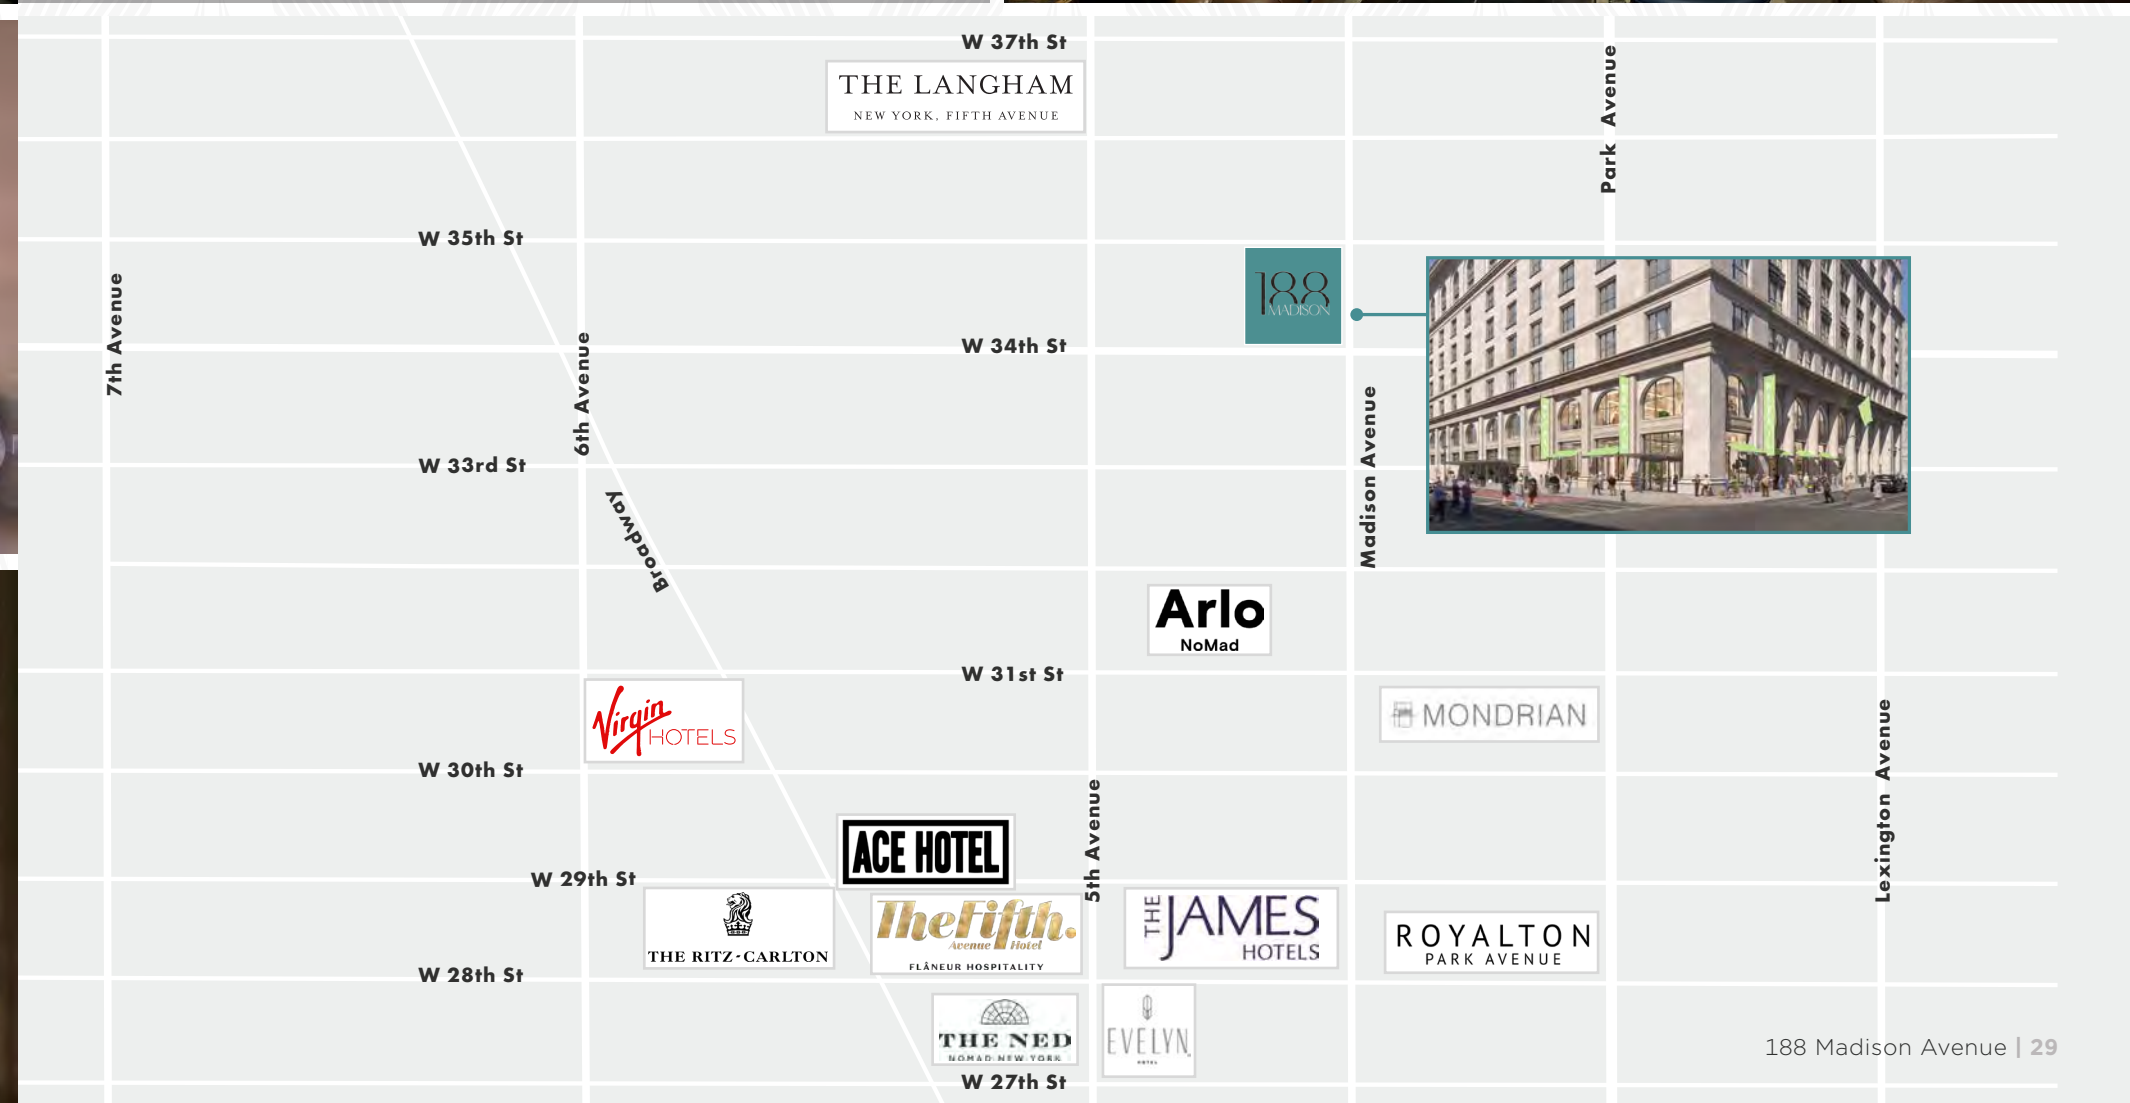 W 37th St
THE LANGHAM
NEW YORK, FIFTH AVENUE
Park Avenue
W 35th St
188
MADISON
7th Avenue
6th Avenue
W 34th St
Madison Avenue
W 33rd St
Broadway
Arlo
NoMad
W 31st St
Virgin
HOTELS
MONDRIAN
W 30th St
5th Avenue
Lexington Avenue
ACE HOTEL
W 29th St
THE RITZ-CARLTON
The Fifth.
Avenue Hotel
FLÂNEUR HOSPITALITY
THE JAMES
HOTELS
ROYALTON
PARK AVENUE
W 28th St
THE NED
NOMAD NEW YORK
EVELYN
HOTEL
188 Madison Avenue | 29
W 27th St